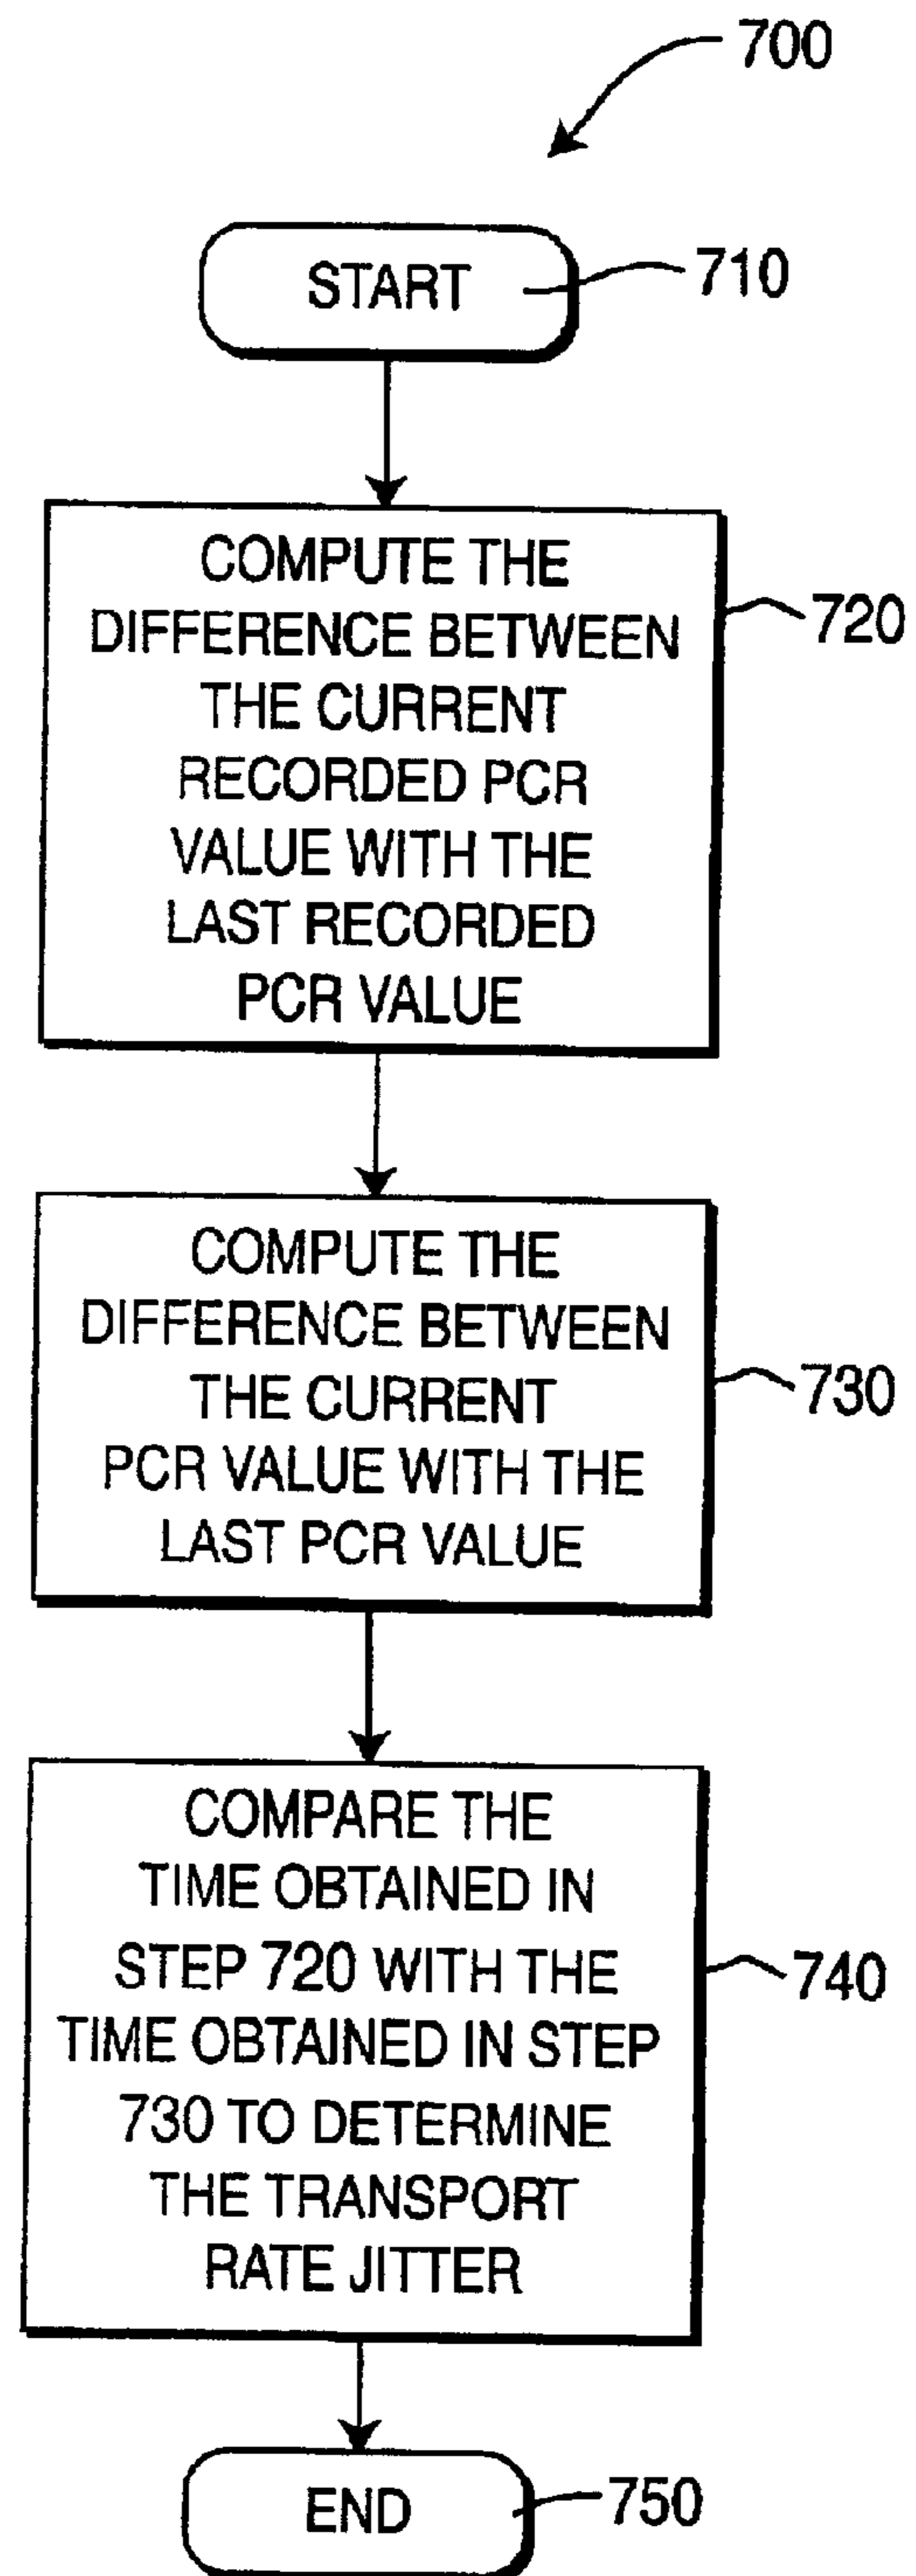 700
START
710
COMPUTE THE
DIFFERENCE BETWEEN
THE CURRENT
RECORDED PCR
VALUE WITH THE
LAST RECORDED
PCR VALUE
720
COMPUTE THE
DIFFERENCE BETWEEN
THE CURRENT
PCR VALUE WITH THE
LAST PCR VALUE
730
COMPARE THE
TIME OBTAINED IN
STEP 720 WITH THE
TIME OBTAINED IN STEP
730 TO DETERMINE
THE TRANSPORT
RATE JITTER
740
END
750